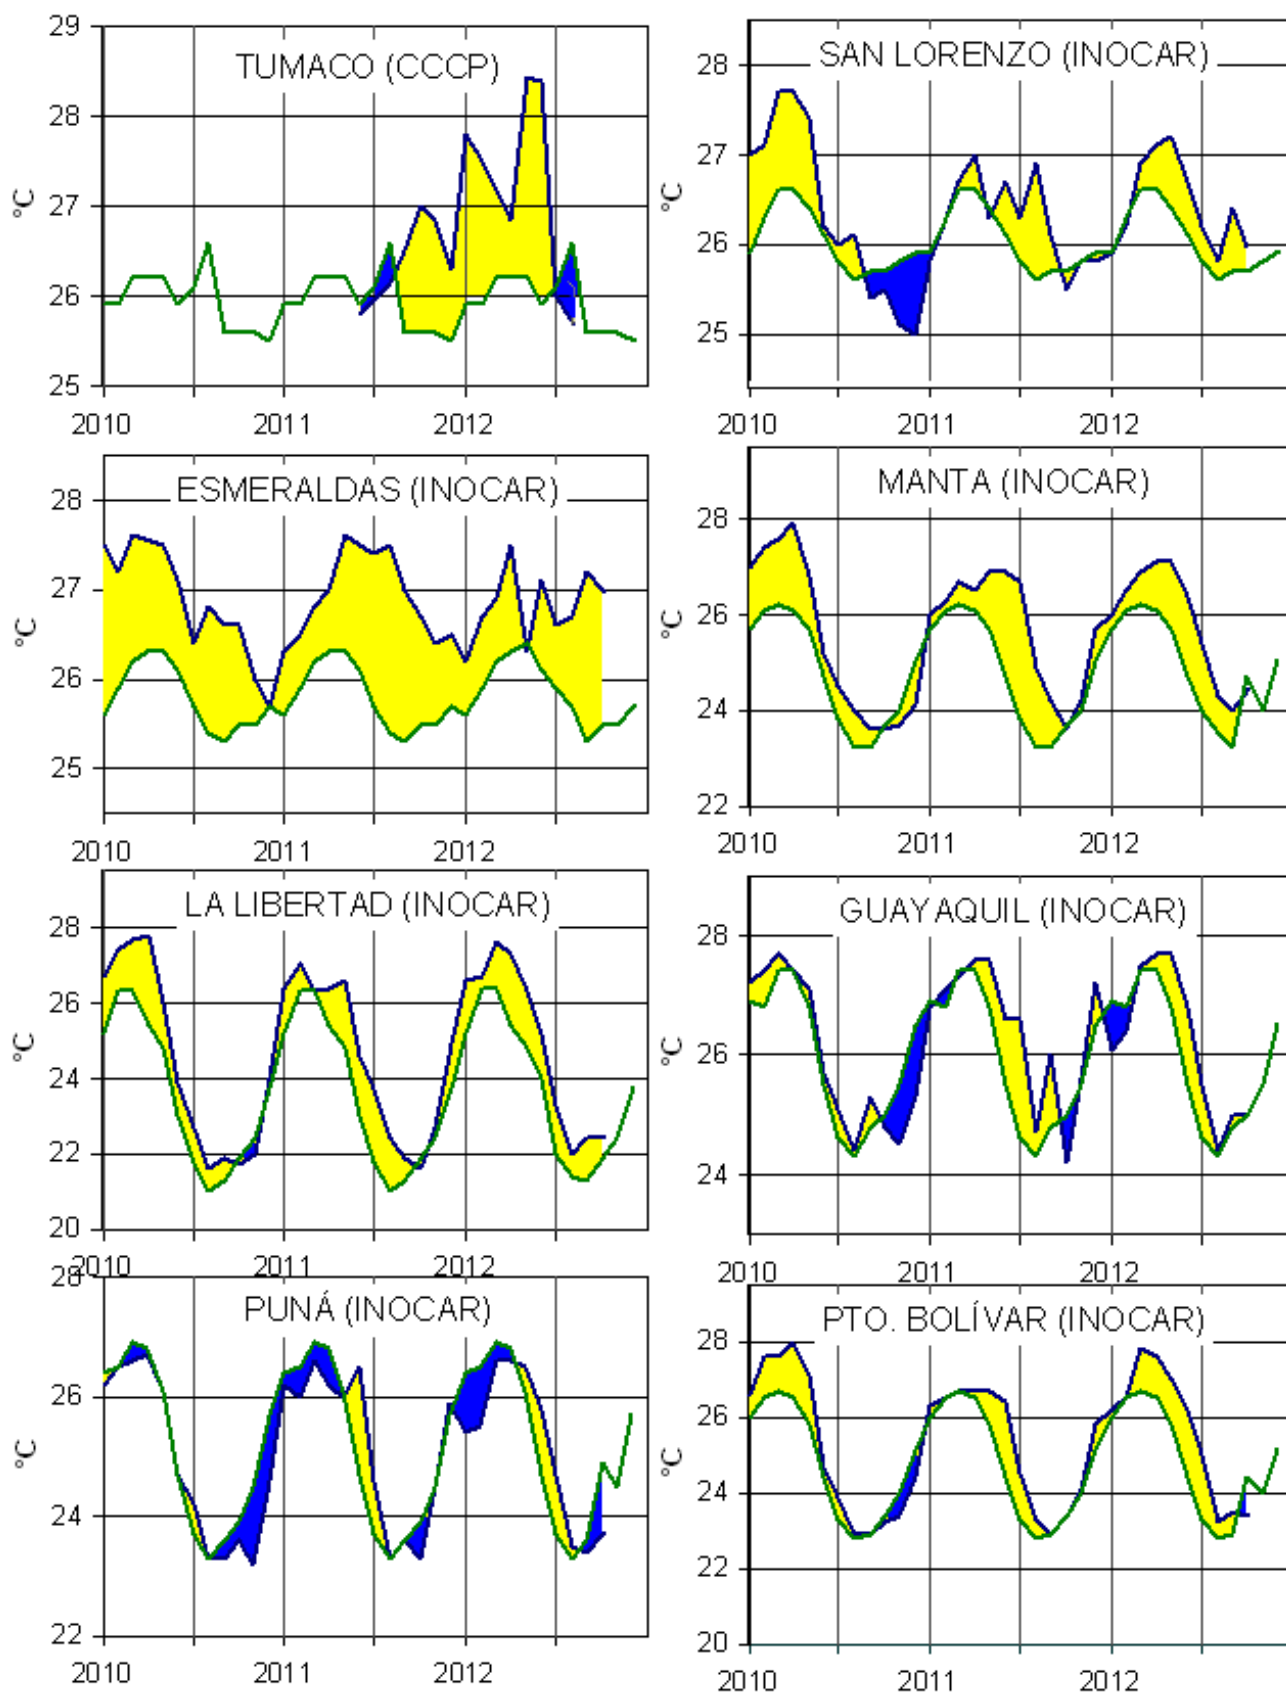 TUMACO (CCCP)
°C
29
28
27
26
25
2010 2011 2012
SAN LORENZO (INOCAR)
°C
28
27
26
25
2010 2011 2012
ESMERALDAS (INOCAR)
°C
28
27
26
25
2010 2011 2012
MANTA (INOCAR)
°C
28
26
24
22
2010 2011 2012
LA LIBERTAD (INOCAR)
°C
28
26
24
22
20
2010 2011 2012
GUAYAQUIL (INOCAR)
°C
28
26
24
2010 2011 2012
PUNÁ (INOCAR)
°C
28
26
24
22
2010 2011 2012
PTO. BOLÍVAR (INOCAR)
°C
28
26
24
22
20
2010 2011 2012